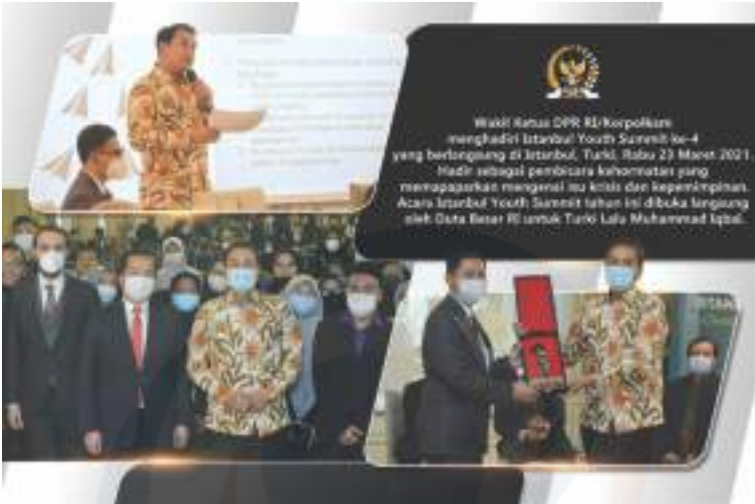 Wakil Ketua DPR RI/Korpolkam
menghadiri Istanbul Youth Summit ke-4
yang berlangsung di Istanbul, Turki, Rabu 23 Maret 2021.
Hadir sebagai pembicara kehormatan yang
memaparkan mengenai isu krisis dan kepemimpinan.
Acara Istanbul Youth Summit tahun ini dibuka langsung
oleh Duta Besar RI untuk Turki Lalu Muhammad Iqbal.